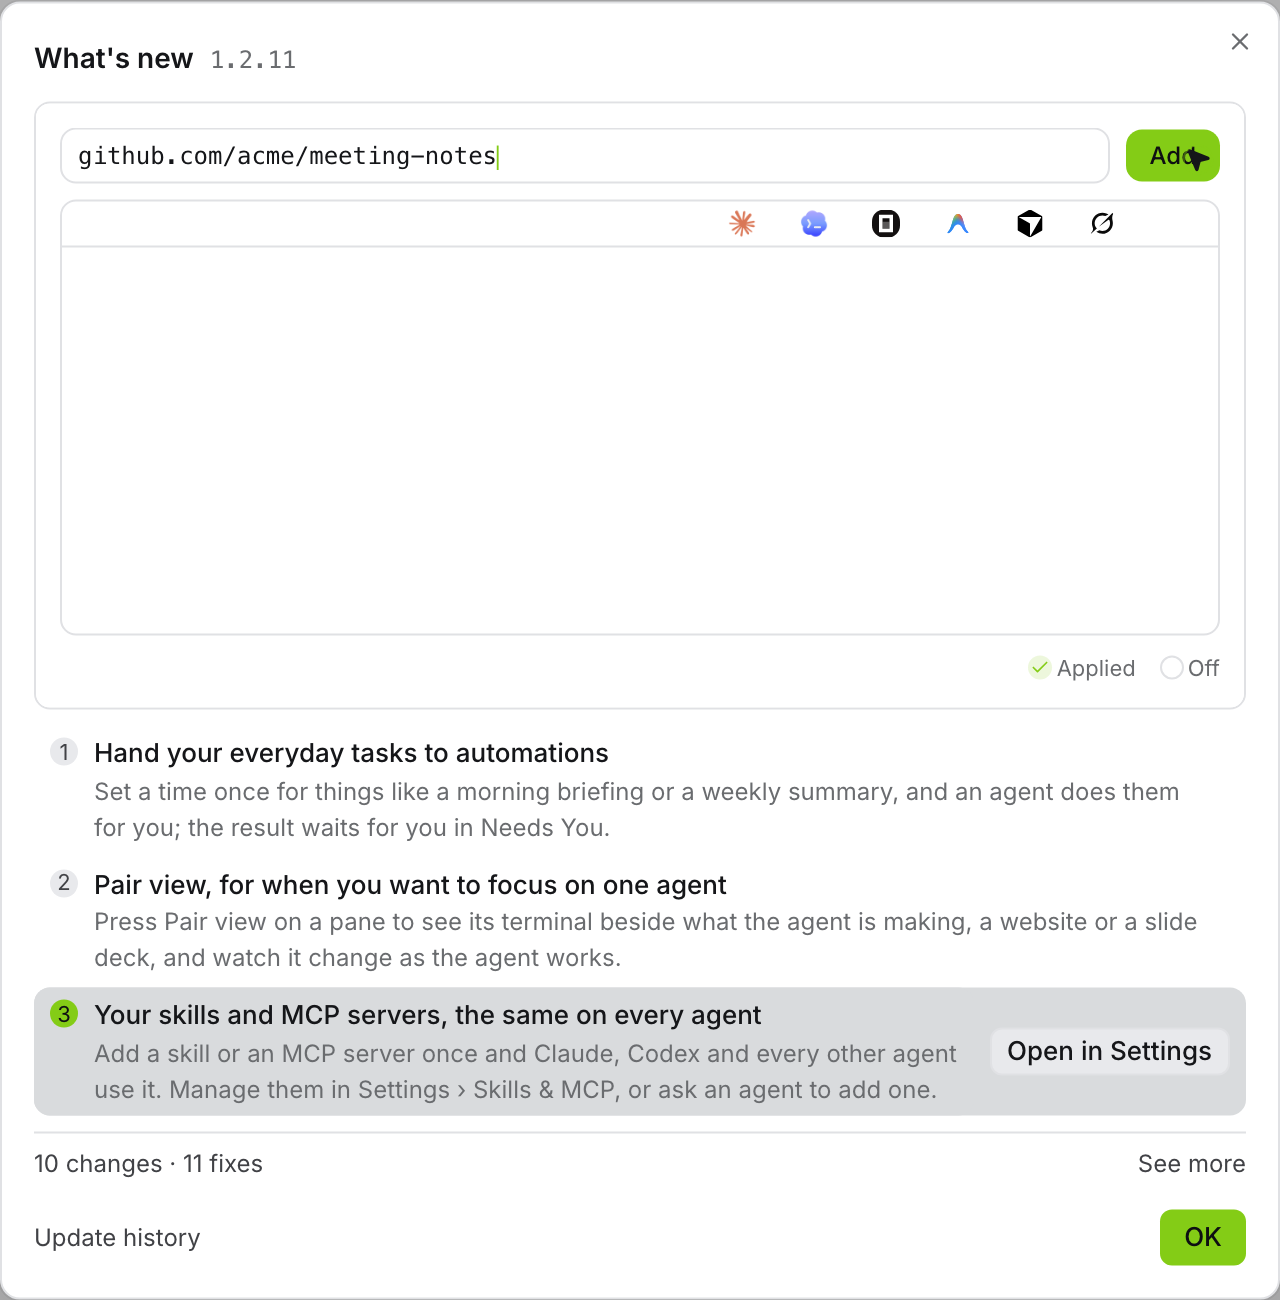 What's new 1.2.11
github.com/acme/meeting-notes
Add
Applied
Off
1 Hand your everyday tasks to automations
Set a time once for things like a morning briefing or a weekly summary, and an agent does them
for you; the result waits for you in Needs You.
2 Pair view, for when you want to focus on one agent
Press Pair view on a pane to see its terminal beside what the agent is making, a website or a slide
deck, and watch it change as the agent works.
3 Your skills and MCP servers, the same on every agent
Add a skill or an MCP server once and Claude, Codex and every other agent
use it. Manage them in Settings › Skills & MCP, or ask an agent to add one.
Open in Settings
10 changes · 11 fixes
See more
Update history
OK